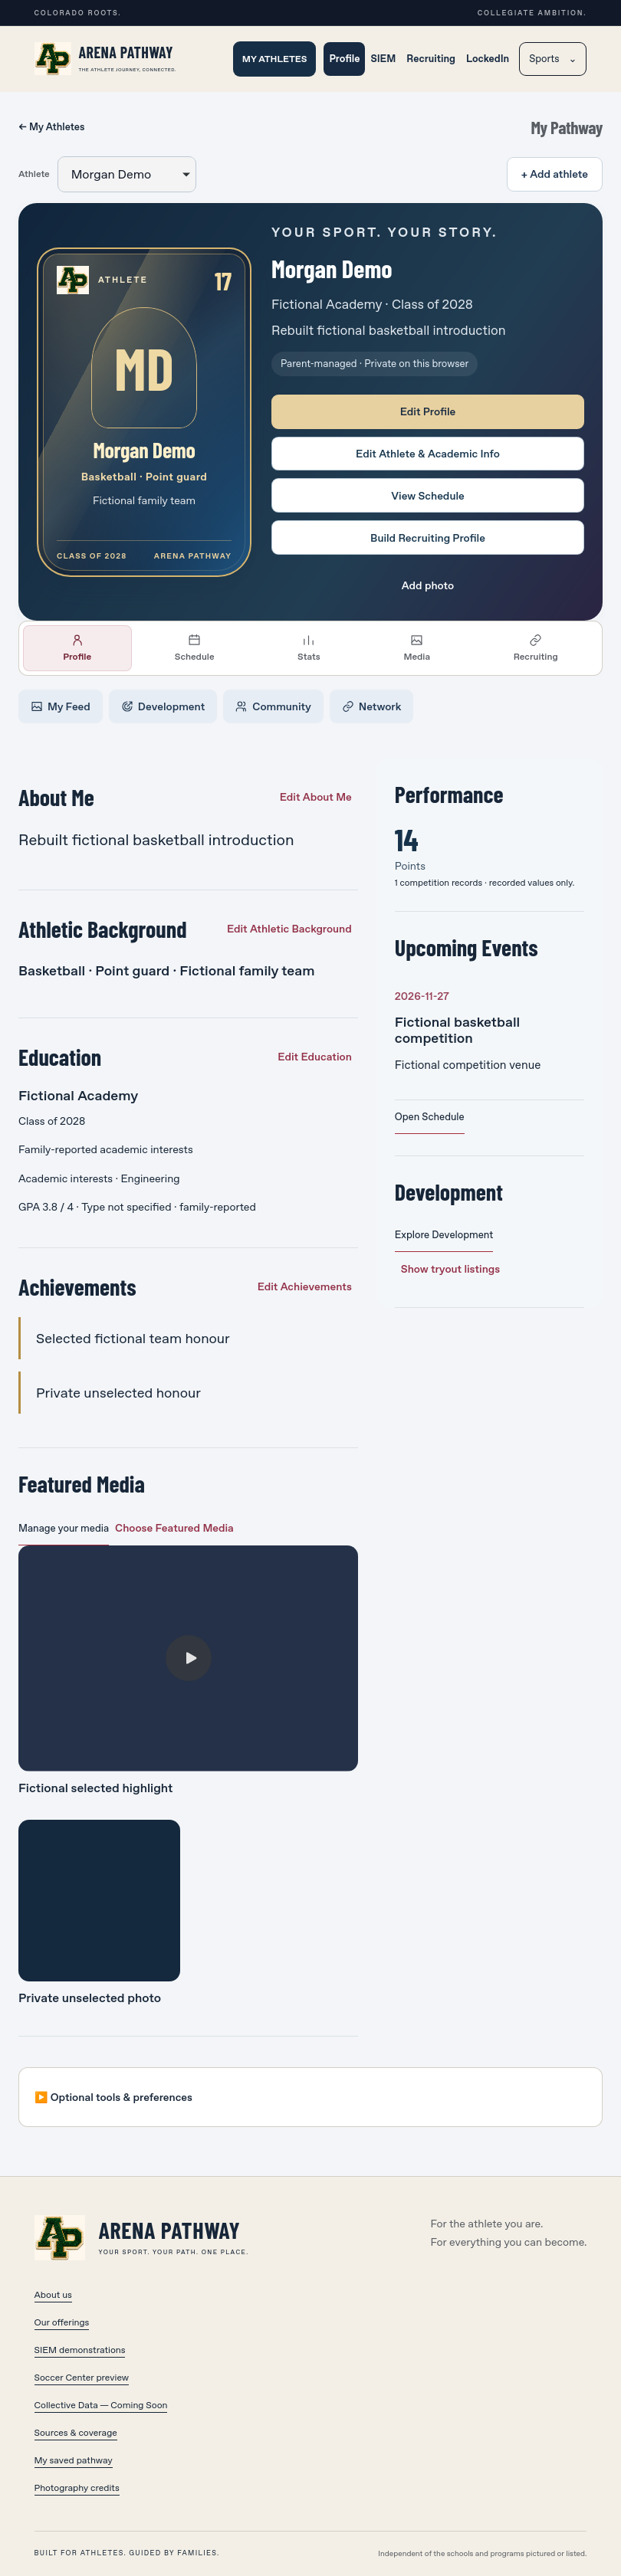 COLORADO ROOTS.
COLLEGIATE AMBITION.
AP ARENA PATHWAY
THE ATHLETE JOURNEY, CONNECTED.
MY ATHLETES
Profile
SIEM
Recruiting
LockedIn
Sports
← My Athletes
My Pathway
Athlete
Morgan Demo
+ Add athlete
AP ATHLETE
17
MD
Morgan Demo
Basketball · Point guard
Fictional family team
CLASS OF 2028
ARENA PATHWAY
YOUR SPORT. YOUR STORY.
Morgan Demo
Fictional Academy · Class of 2028
Rebuilt fictional basketball introduction
Parent-managed · Private on this browser
Edit Profile
Edit Athlete & Academic Info
View Schedule
Build Recruiting Profile
Add photo
Profile
Schedule
Stats
Media
Recruiting
My Feed
Development
Community
Network
About Me
Edit About Me
Rebuilt fictional basketball introduction
Athletic Background
Edit Athletic Background
Basketball · Point guard · Fictional family team
Education
Edit Education
Fictional Academy
Class of 2028
Family-reported academic interests
Academic interests · Engineering
GPA 3.8 / 4 · Type not specified · family-reported
Achievements
Edit Achievements
Selected fictional team honour
Private unselected honour
Featured Media
Manage your media
Choose Featured Media
Fictional selected highlight
Private unselected photo
Performance
14
Points
1 competition records · recorded values only.
Upcoming Events
2026-11-27
Fictional basketball
competition
Fictional competition venue
Open Schedule
Development
Explore Development
Show tryout listings
Optional tools & preferences
AP ARENA PATHWAY
YOUR SPORT. YOUR PATH. ONE PLACE.
For the athlete you are.
For everything you can become.
About us
Our offerings
SIEM demonstrations
Soccer Center preview
Collective Data — Coming Soon
Sources & coverage
My saved pathway
Photography credits
BUILT FOR ATHLETES. GUIDED BY FAMILIES.
Independent of the schools and programs pictured or listed.